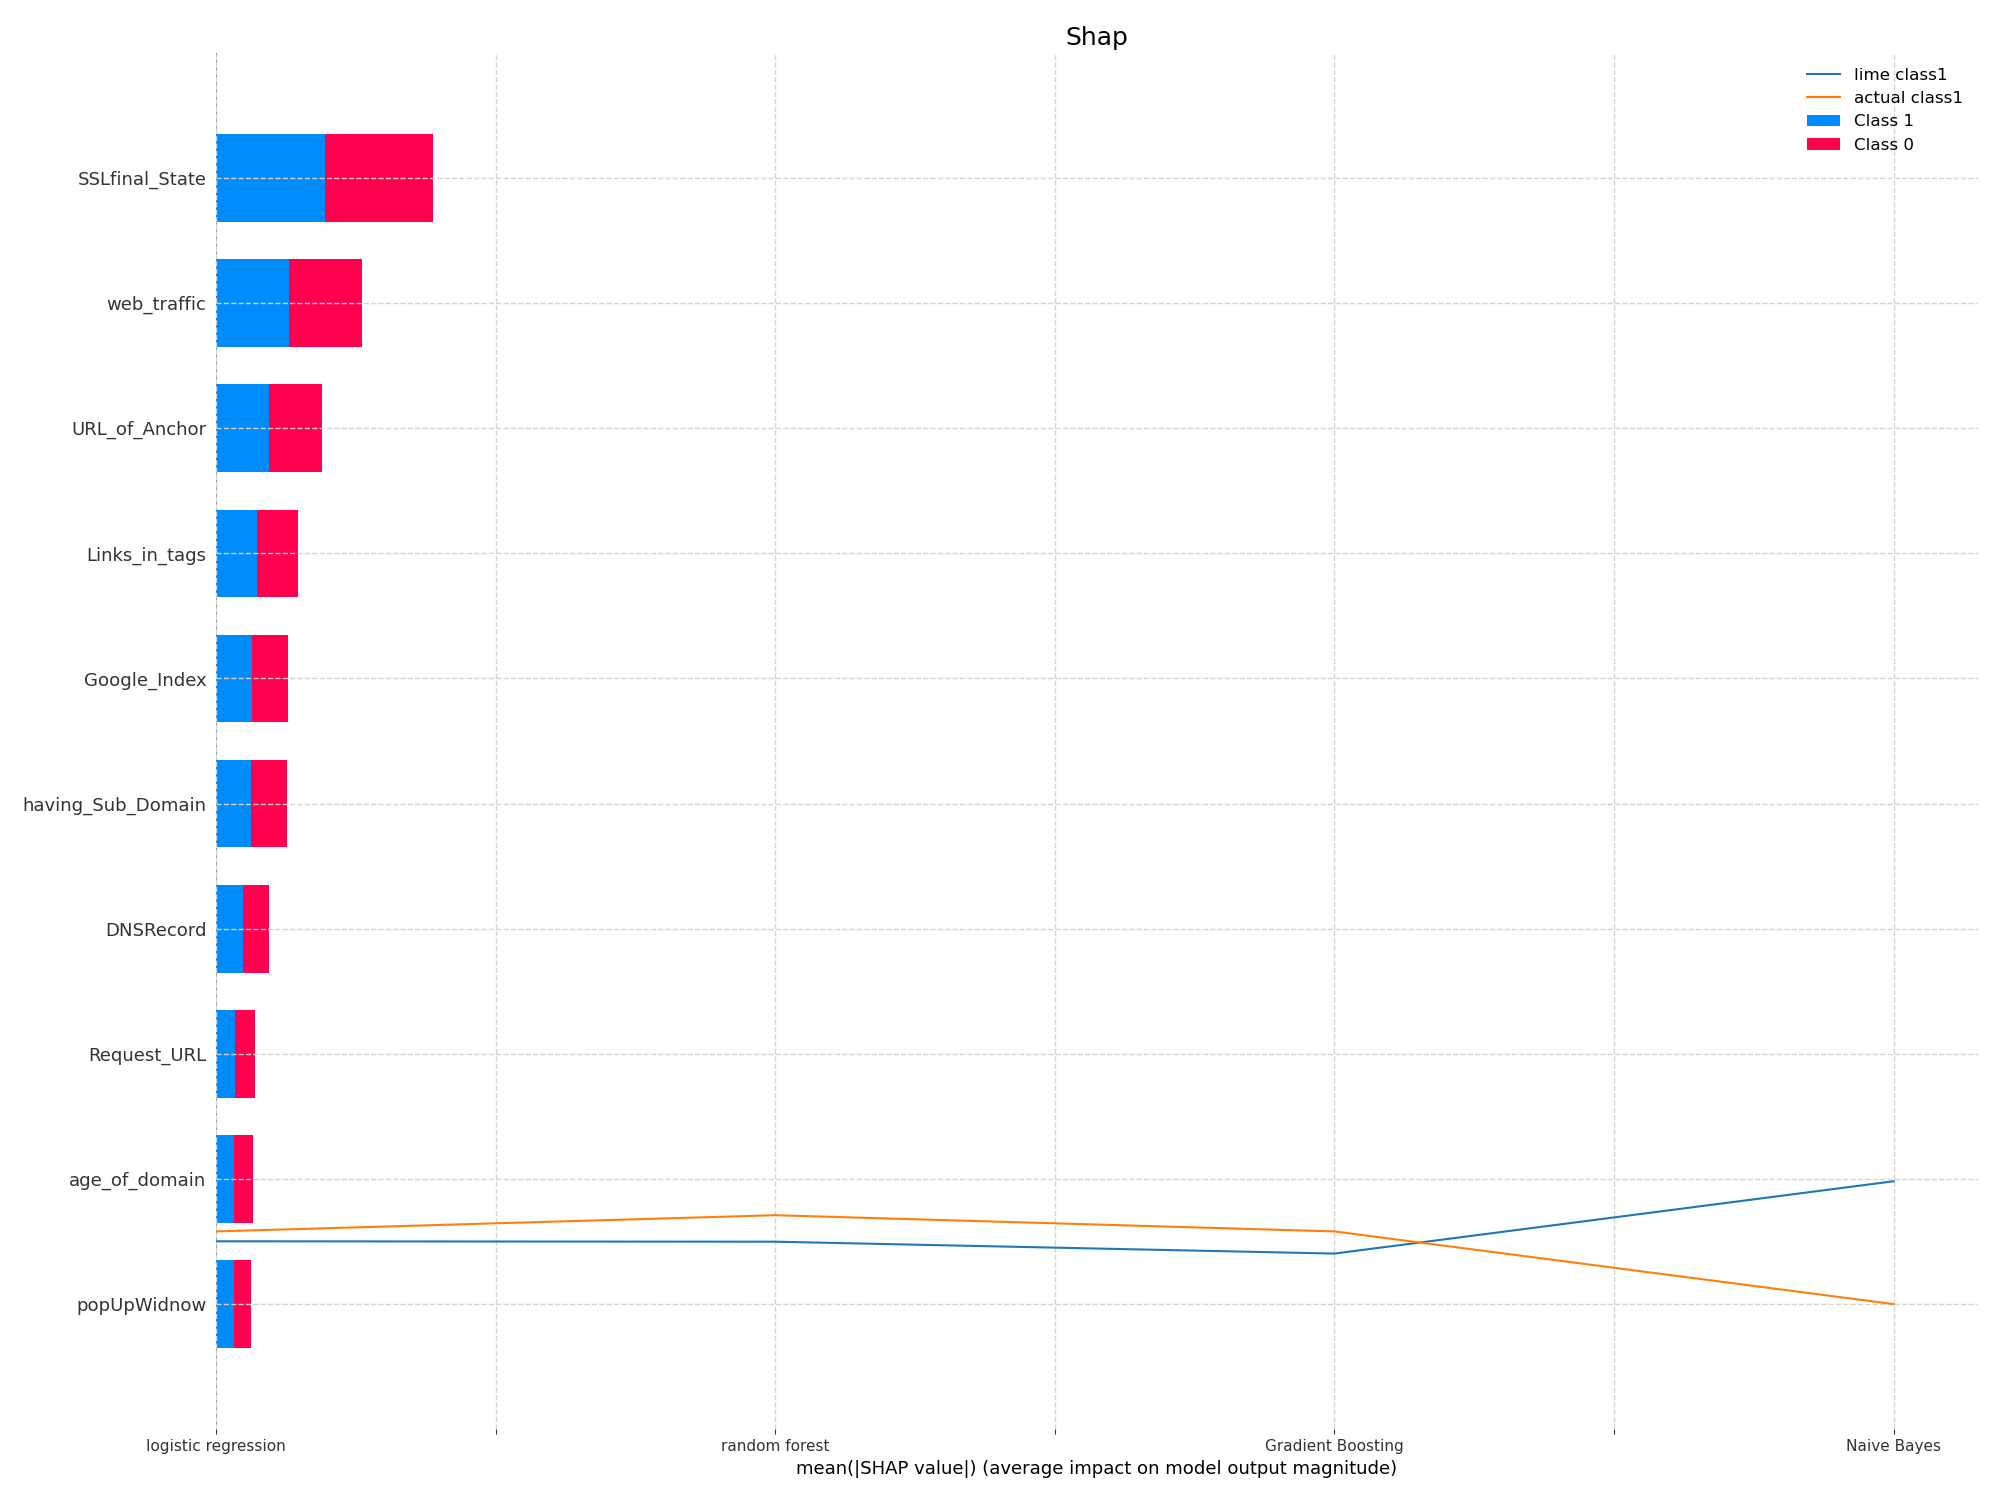 Shap
lime class1
actual class1
Class 1
Class 0
SSLfinal_State
web_traffic
URL_of_Anchor
Links_in_tags
Google_Index
having_Sub_Domain
DNSRecord
Request_URL
age_of_domain
popUpWidnow
logistic regression
random forest
Gradient Boosting
Naive Bayes
mean(|SHAP value|) (average impact on model output magnitude)